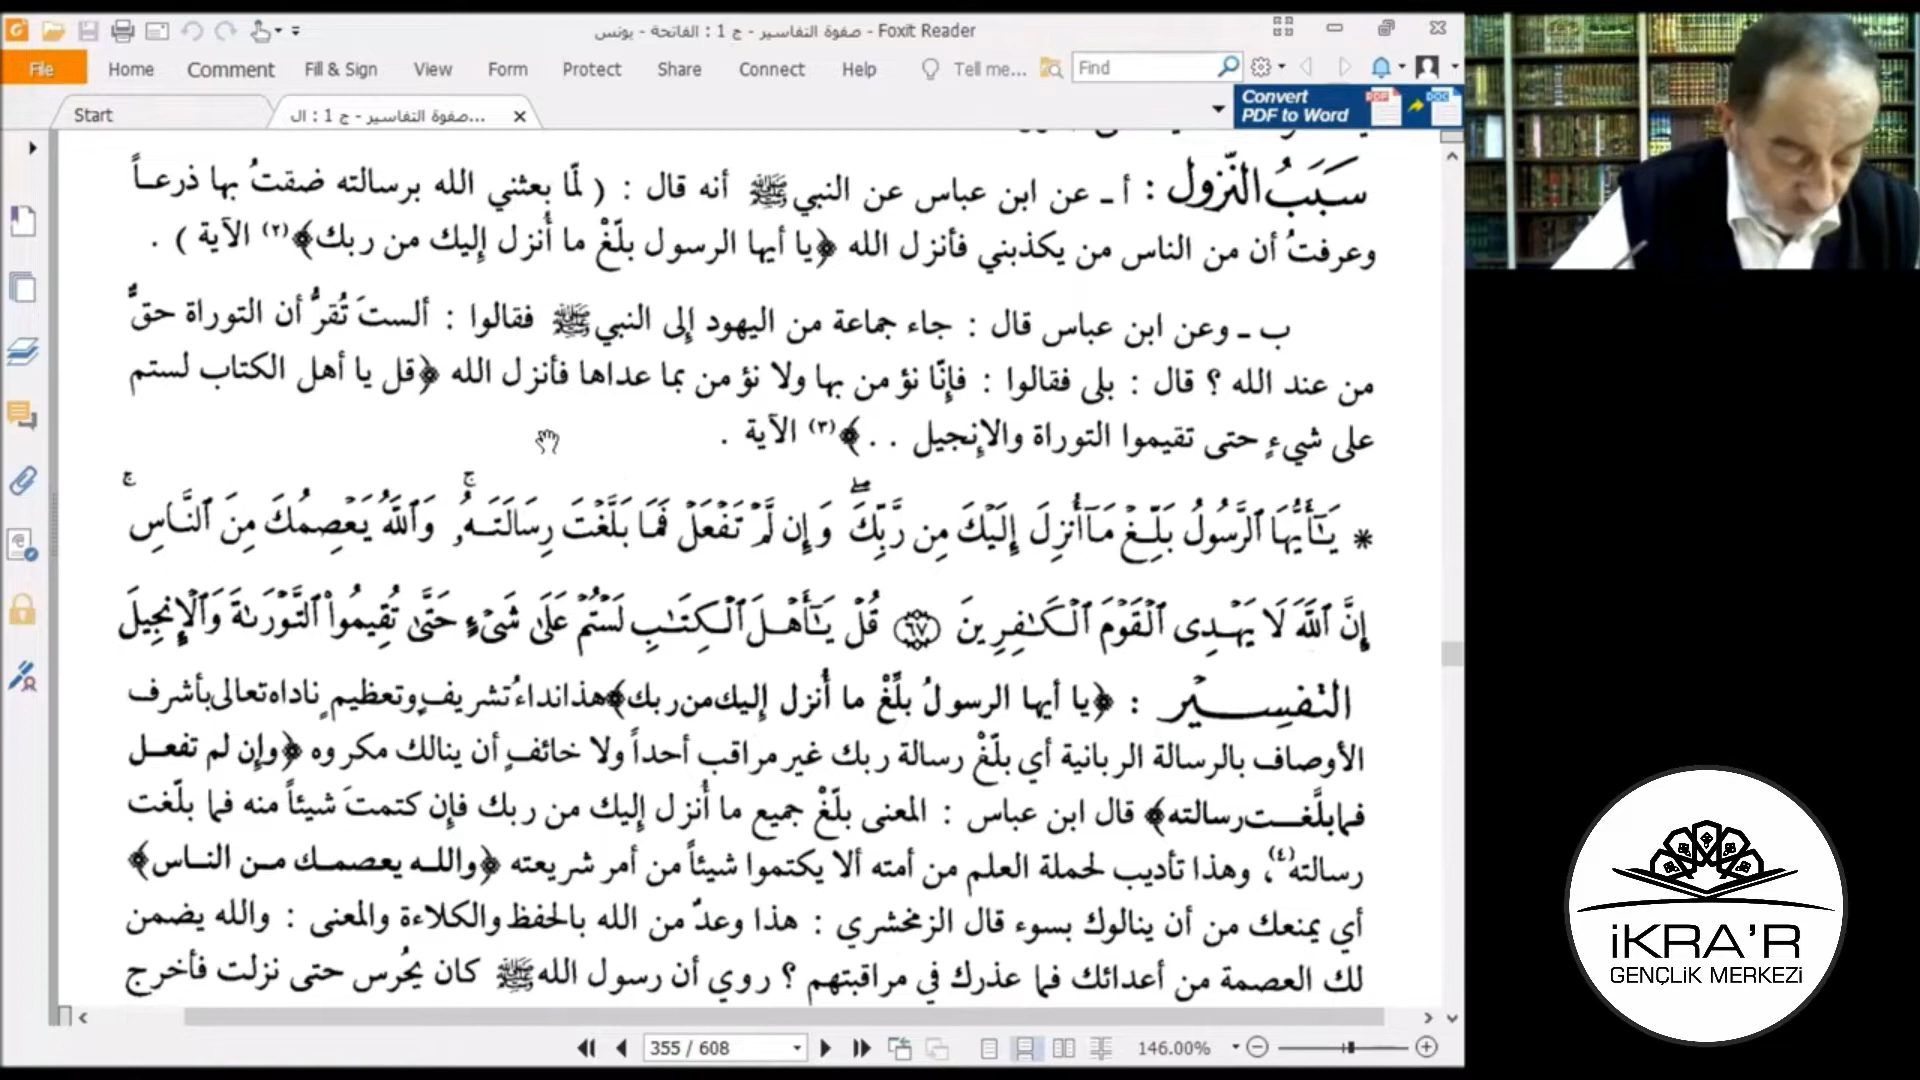 صفوة التفاسير - ج 1 : الفاتحة - يونس - Foxit Reader
File Home Comment Fill & Sign View Form Protect Share Connect Help Tell me... Find
Start صفوة التفاسير - ج 1 : ال...
Convert
PDF to Word
سَبَبُ النّزول : أ ـ عن ابن عباس عن النبي ﷺ أنه قال : ( لمّا بعثني الله برسالته ضقتُ بها ذرعاً
وعرفتُ أن من الناس من يكذبني فأنزل الله ﴿يا أيها الرسول بلّغْ ما أُنزل إليك من ربك﴾(٢) الآية ) .
ب ـ وعن ابن عباس قال : جاء جماعة من اليهود إلى النبي ﷺ فقالوا : ألستَ تُقرُّ أن التوراة حقٌّ
من عند الله ؟ قال : بلى فقالوا : فإنّا نؤمن بها ولا نؤمن بما عداها فأنزل الله ﴿قل يا أهل الكتاب لستم
على شيءٍ حتى تقيموا التوراة والإنجيل . .﴾(٣) الآية .
* يَٰٓأَيُّهَا ٱلرَّسُولُ بَلِّغْ مَآ أُنزِلَ إِلَيْكَ مِن رَّبِّكَ ۖ وَإِن لَّمْ تَفْعَلْ فَمَا بَلَّغْتَ رِسَالَتَهُۥ ۚ وَٱللَّهُ يَعْصِمُكَ مِنَ ٱلنَّاسِ ۚ
إِنَّ ٱللَّهَ لَا يَهْدِى ٱلْقَوْمَ ٱلْكَٰفِرِينَ ﴿٦٧﴾ قُلْ يَٰٓأَهْلَ ٱلْكِتَٰبِ لَسْتُمْ عَلَىٰ شَىْءٍ حَتَّىٰ تُقِيمُوا۟ ٱلتَّوْرَىٰةَ وَٱلْإِنجِيلَ
التفسير : ﴿يا أيها الرسولُ بلِّغْ ما أُنزل إليك من ربك﴾ هذا نداءُ تشريفٍ وتعظيمٍ ناداه تعالى بأشرف
الأوصاف بالرسالة الربانية أي بلّغْ رسالة ربك غير مراقب أحداً ولا خائفٍ أن ينالك مكروه ﴿وإن لم تفعل
فما بلَّغت رسالته﴾ قال ابن عباس : المعنى بلّغْ جميع ما أُنزل إليك من ربك فإن كتمتَ شيئاً منه فما بلّغت
رسالته(٤)، وهذا تأديب لحملة العلم من أمته ألا يكتموا شيئاً من أمر شريعته ﴿والله يعصمك من الناس﴾
أي يمنعك من أن ينالوك بسوء قال الزمخشري : هذا وعدٌ من الله بالحفظ والكلاءة والمعنى : والله يضمن
لك العصمة من أعدائك فما عذرك في مراقبتهم ؟ روي أن رسول الله ﷺ كان يُحرس حتى نزلت فأخرج
355 / 608
146.00%
iKRA'R
GENÇLiK MERKEZi